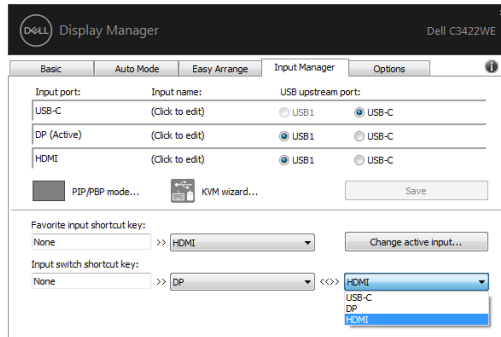 DELL Display Manager Dell C3422WE
Basic Auto Mode Easy Arrange Input Manager Options
Input port: Input name: USB upstream port:
USB-C (Click to edit) USB1 USB-C
DP (Active) (Click to edit) USB1 USB-C
HDMI (Click to edit) USB1 USB-C
PIP/PBP mode... KVM wizard... Save
Favorite input shortcut key:
None >> HDMI Change active input...
Input switch shortcut key:
None >> DP <<>> HDMI
USB-C
DP
HDMI